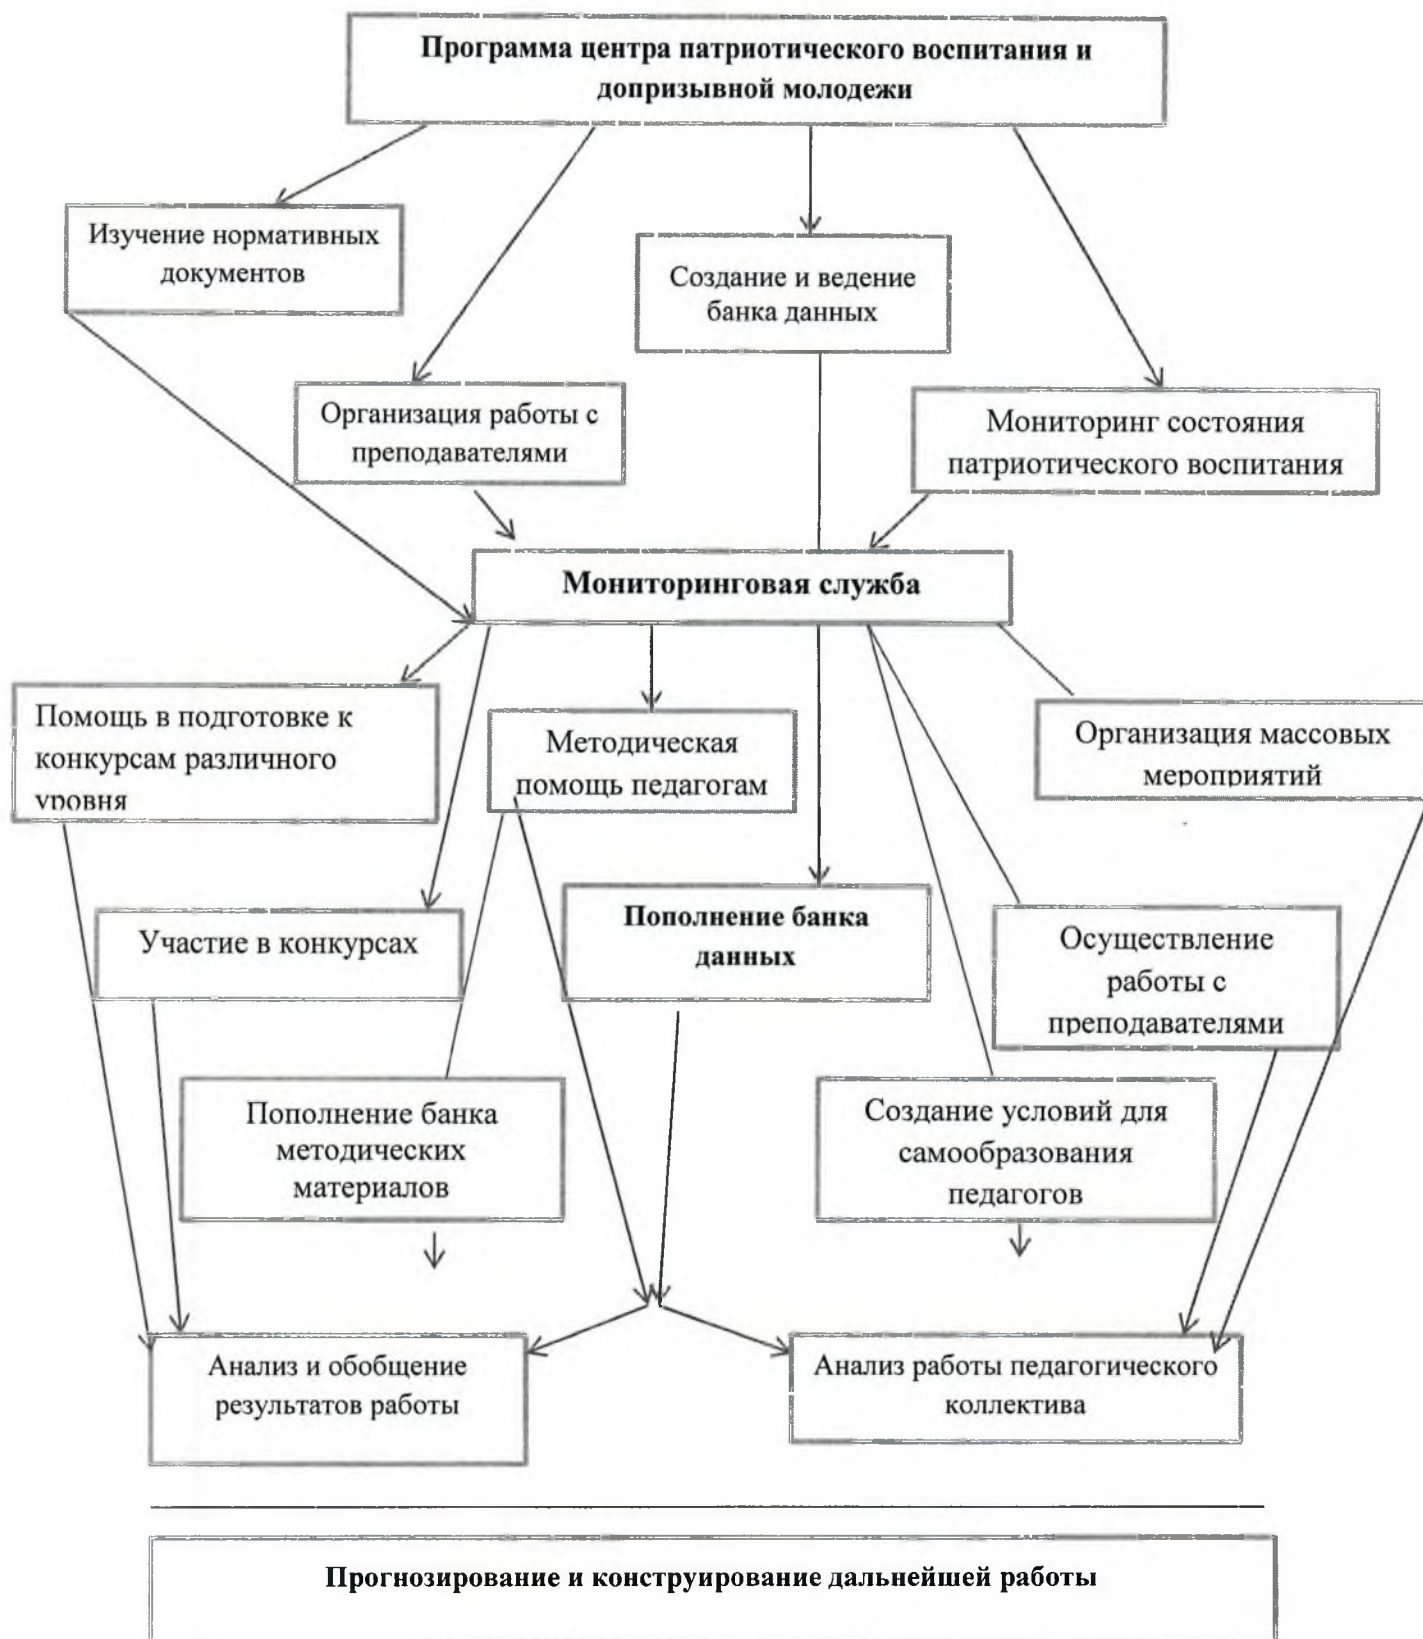 Программа центра патриотического воспитания и
допризывной молодежи
Изучение нормативных
документов
Создание и ведение
банка данных
Организация работы с
преподавателями
Мониторинг состояния
патриотического воспитания
Мониторинговая служба
Помощь в подготовке к
конкурсам различного
уровня
Методическая
помощь педагогам
Организация массовых
мероприятий
Участие в конкурсах
Пополнение банка
данных
Осуществление
работы с
преподавателями
Пополнение банка
методических
материалов
Создание условий для
самообразования
педагогов
Анализ и обобщение
результатов работы
Анализ работы педагогического
коллектива
Прогнозирование и конструирование дальнейшей работы